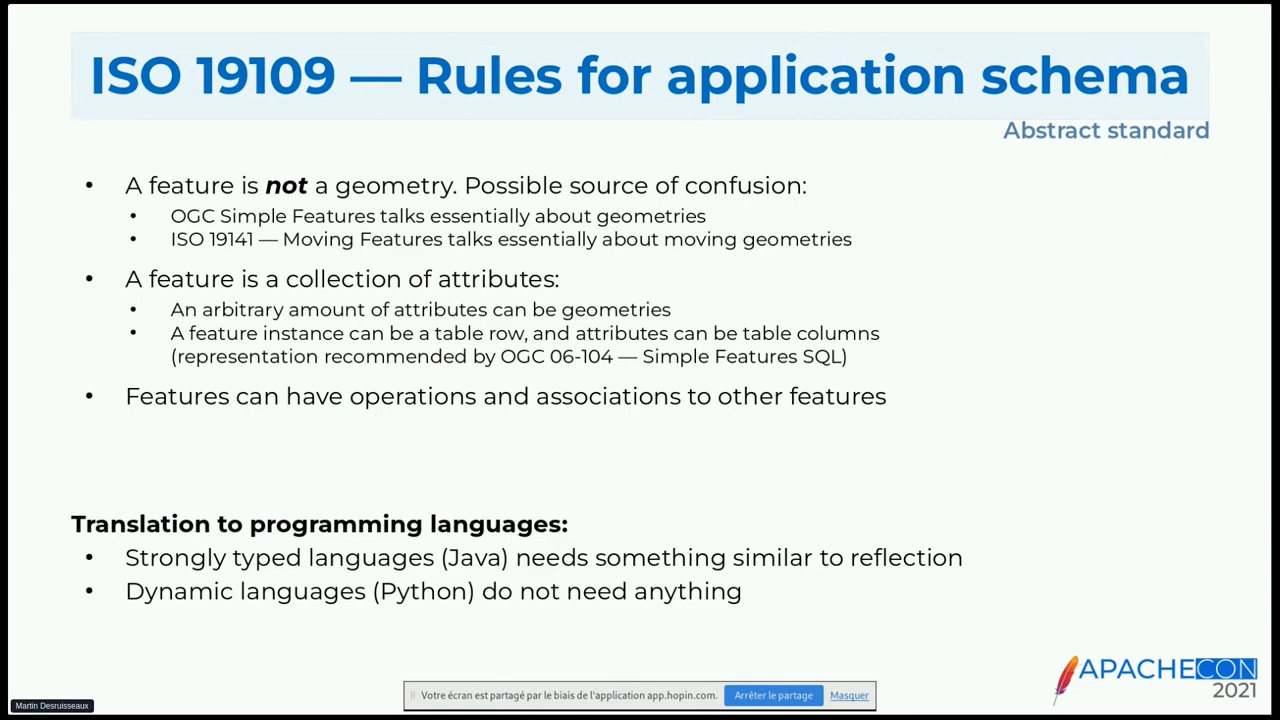 ISO 19109 — Rules for application schema
Abstract standard
• A feature is not a geometry. Possible source of confusion:
• OGC Simple Features talks essentially about geometries
• ISO 19141 — Moving Features talks essentially about moving geometries
• A feature is a collection of attributes:
• An arbitrary amount of attributes can be geometries
• A feature instance can be a table row, and attributes can be table columns
(representation recommended by OGC 06-104 — Simple Features SQL)
• Features can have operations and associations to other features
Translation to programming languages:
• Strongly typed languages (Java) needs something similar to reflection
• Dynamic languages (Python) do not need anything
APACHECON
2021
Votre écran est partagé par le biais de l'application app.hopin.com. Arrêter le partage Masquer
Martin Desruisseaux